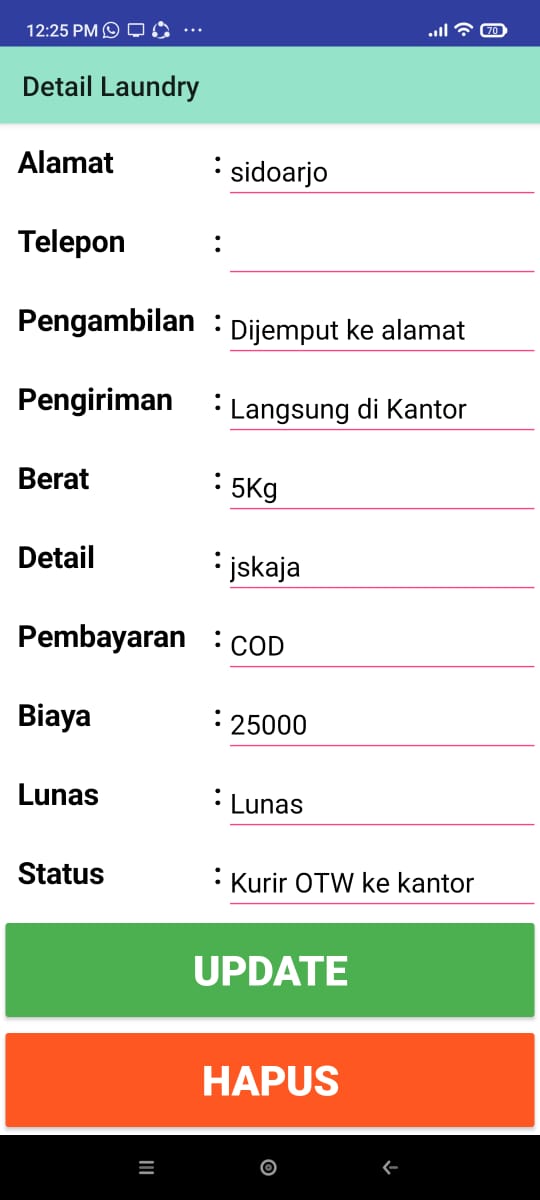 12:25 PM 70
Detail Laundry
Alamat : sidoarjo
Telepon :
Pengambilan : Dijemput ke alamat
Pengiriman : Langsung di Kantor
Berat : 5Kg
Detail : jskaja
Pembayaran : COD
Biaya : 25000
Lunas : Lunas
Status : Kurir OTW ke kantor
UPDATE
HAPUS